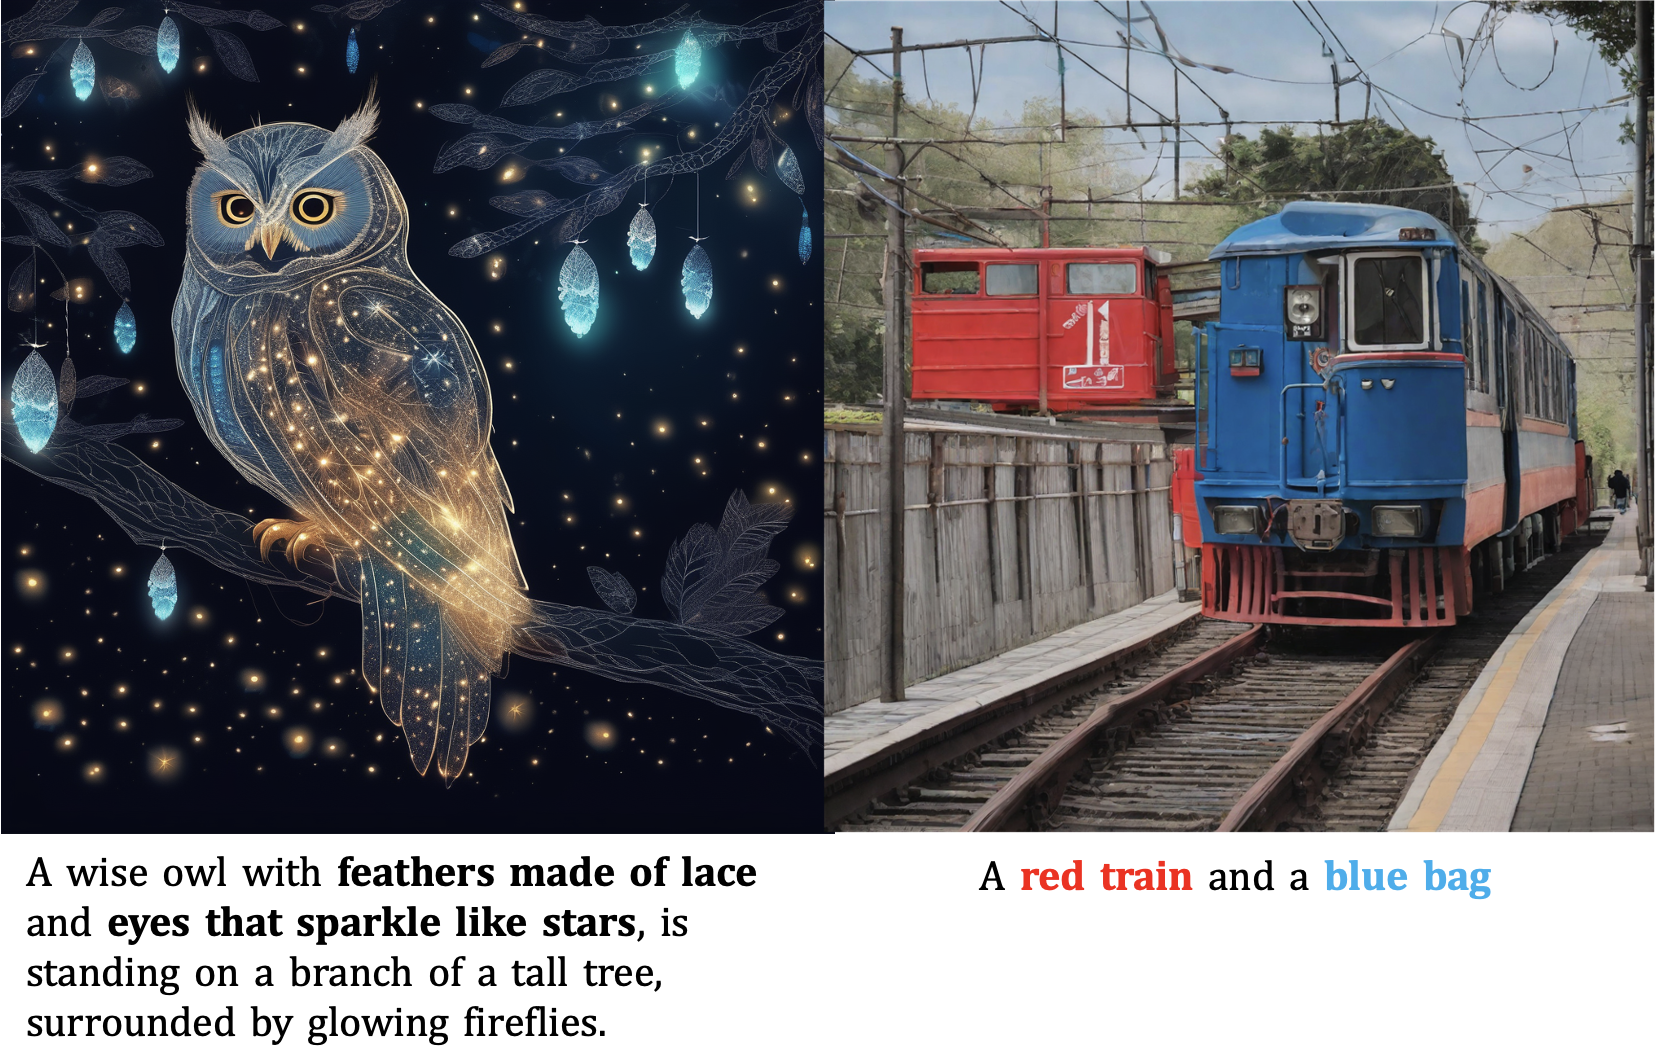 A wise owl with feathers made of lace
and eyes that sparkle like stars, is
standing on a branch of a tall tree,
surrounded by glowing fireflies.
1
A red train and a blue bag